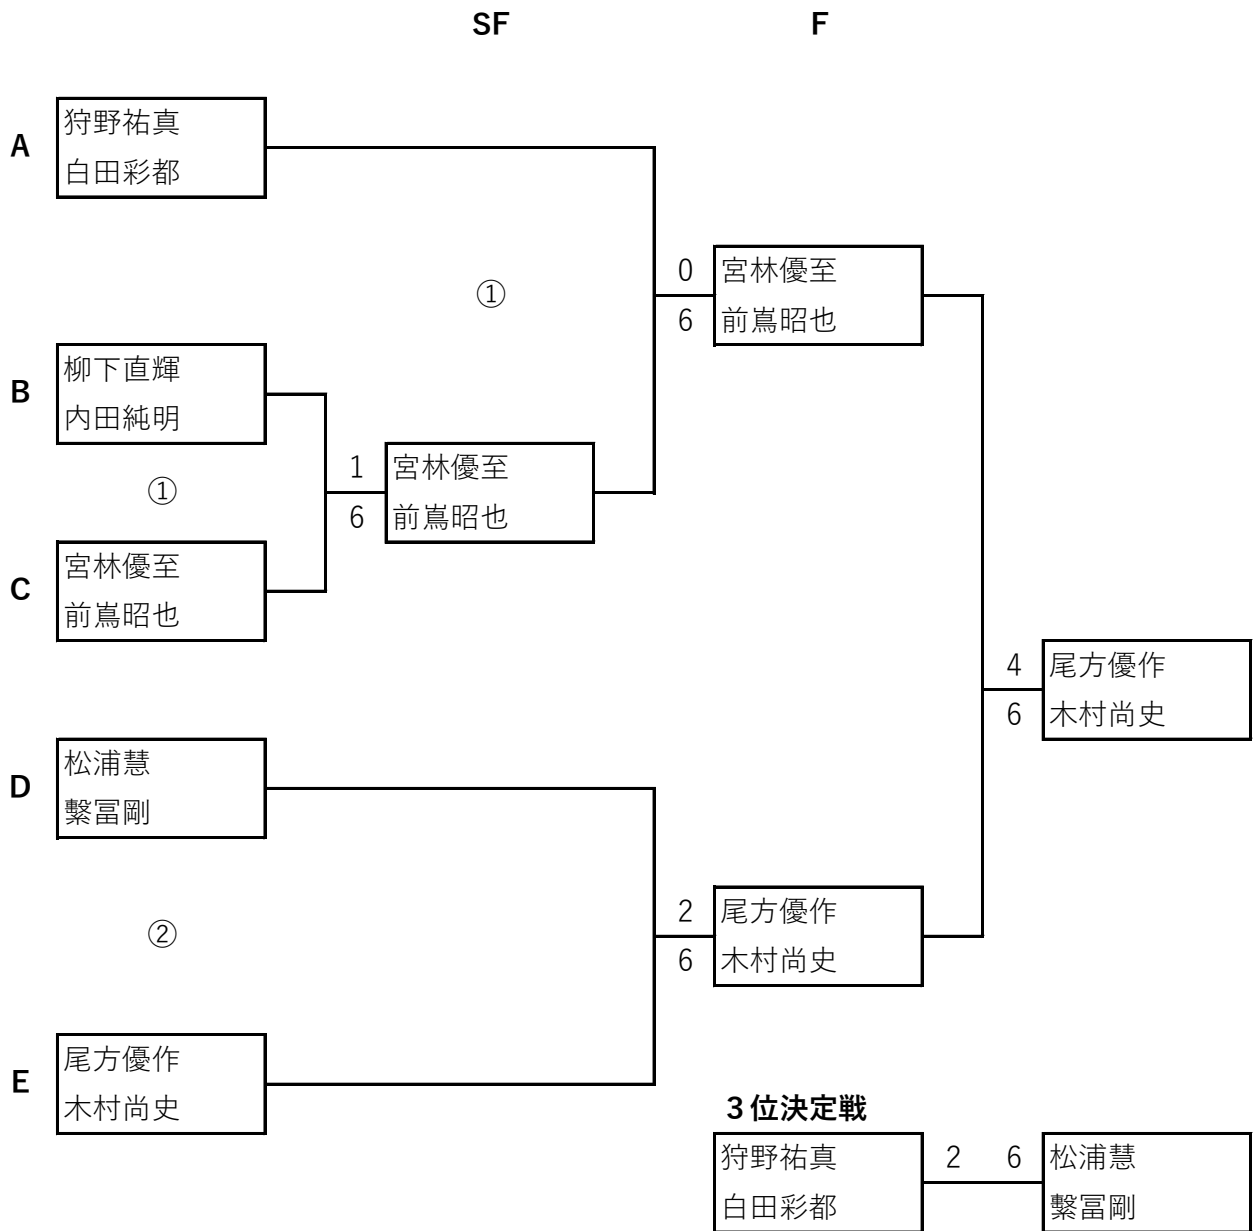 SF
F
A
狩野祐真
白田彩都
①
0
6
宮林優至
前嶌昭也
B
柳下直輝
内田純明
①
1
6
宮林優至
前嶌昭也
C
宮林優至
前嶌昭也
4
6
尾方優作
木村尚史
D
松浦慧
繫冨剛
②
2
6
尾方優作
木村尚史
E
尾方優作
木村尚史
３位決定戦
狩野祐真
白田彩都
2
6
松浦慧
繫冨剛